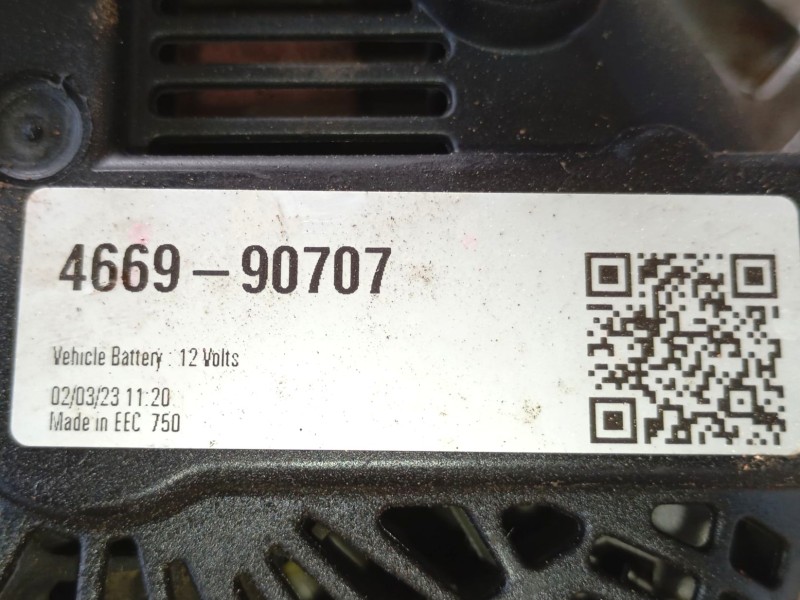 4669-90707
Vehicle Battery : 12 Volts
02/03/23 11:20
Made in EEC 750